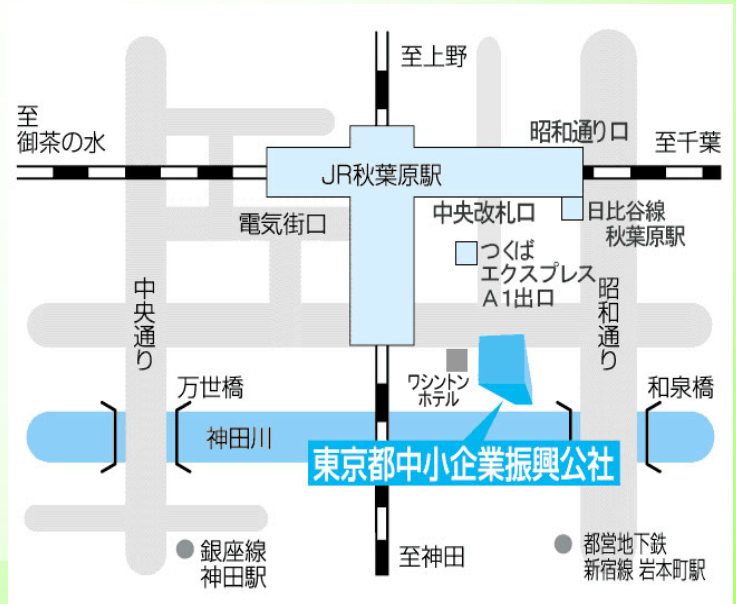 至上野
至
御茶の水
昭和通り口
至千葉
JR秋葉原駅
電気街口
中央改札口
日比谷線
秋葉原駅
つくば
エクスプレス
A1出口
中央通り
昭和通り
ワシントン
ホテル
万世橋
和泉橋
神田川
東京都中小企業振興公社
銀座線
神田駅
至神田
都営地下鉄
新宿線 岩本町駅